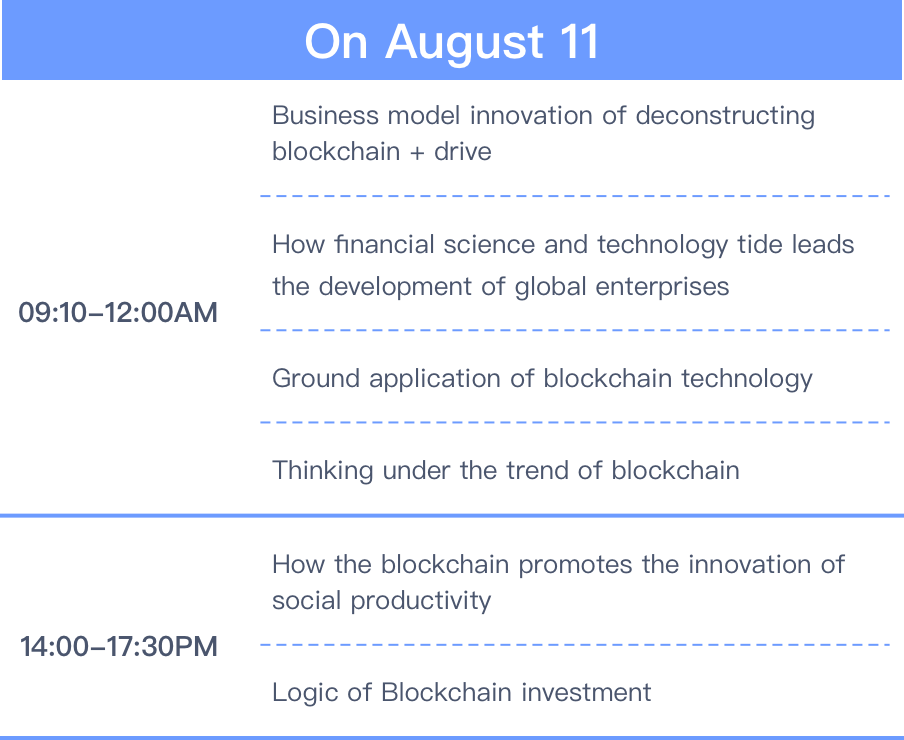 On August 11
Business model innovation of deconstructing
blockchain + drive
How financial science and technology tide leads
the development of global enterprises
09:10–12:00AM
Ground application of blockchain technology
Thinking under the trend of blockchain
How the blockchain promotes the innovation of
social productivity
14:00–17:30PM
Logic of Blockchain investment